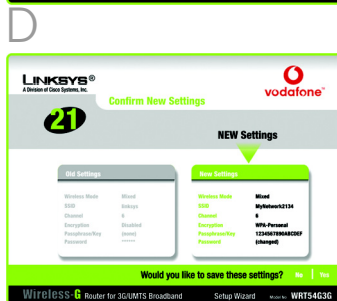 D
LINKSYS®
A Division of Cisco Systems, Inc.
vodafone®
21
Confirm New Settings
NEW Settings
Old Settings
Wireless Mode Mixed
SSID linksys
Channel 6
Encryption Disabled
Passphrase/Key (none)
Password ******
New Settings
Wireless Mode Mixed
SSID MyNetwork2134
Channel 6
Encryption WPA-Personal
Passphrase/Key 1234567890ABCDEF
Password (changed)
Would you like to save these settings? No | Yes
Wireless-G Router for 3G/UMTS Broadband Setup Wizard Model No. WRT54G3G